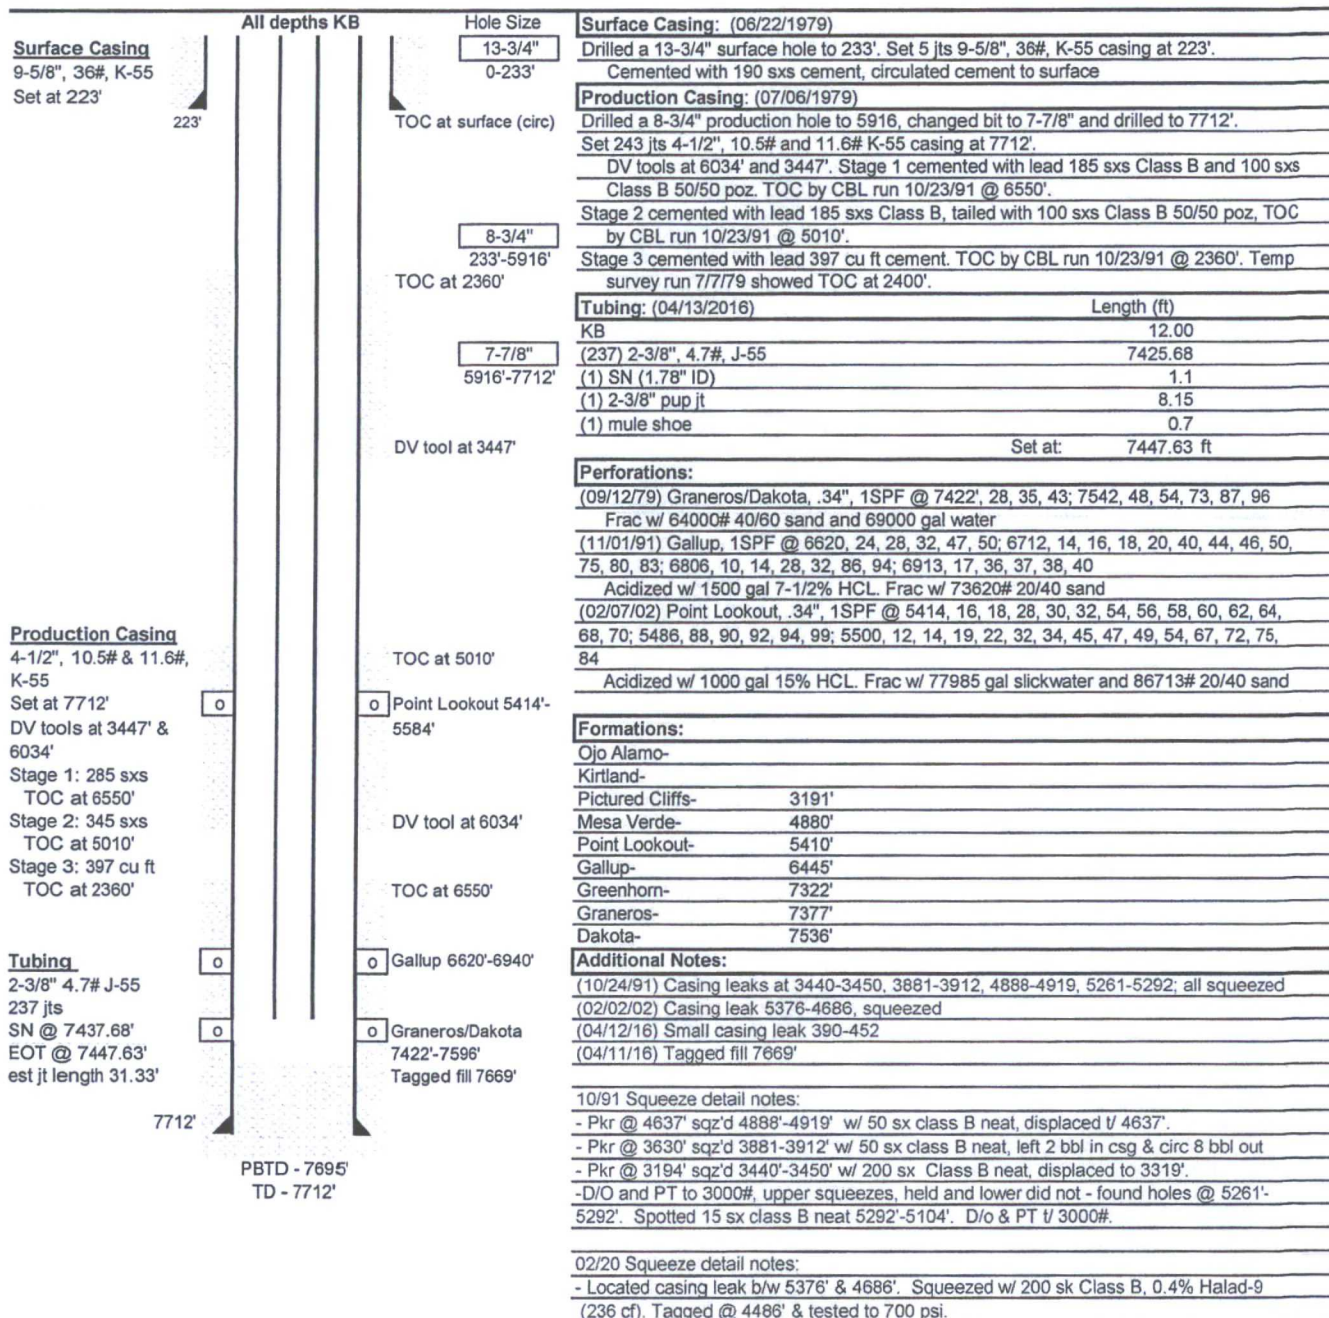 All depths KB
Surface Casing
9-5/8", 36#, K-55
Set at 223'
223'
Hole Size
13-3/4"
0-233'
TOC at surface (circ)
8-3/4"
233'-5916'
TOC at 2360'
7-7/8"
5916'-7712'
DV tool at 3447'
Production Casing
4-1/2", 10.5# & 11.6#,
K-55
Set at 7712'
DV tools at 3447' &
6034'
Stage 1: 285 sxs
TOC at 6550'
Stage 2: 345 sxs
TOC at 5010'
Stage 3: 397 cu ft
TOC at 2360'
TOC at 5010'
o
o
Point Lookout 5414'-
5584'
DV tool at 6034'
TOC at 6550'
Tubing
2-3/8" 4.7# J-55
237 jts
SN @ 7437.68'
EOT @ 7447.63'
est jt length 31.33'
o
o
Gallup 6620'-6940'
o
o
Graneros/Dakota
7422'-7596'
Tagged fill 7669'
7712'
PBTD - 7695'
TD - 7712'
Surface Casing: (06/22/1979)
Drilled a 13-3/4" surface hole to 233'. Set 5 jts 9-5/8", 36#, K-55 casing at 223'.
Cemented with 190 sxs cement, circulated cement to surface
Production Casing: (07/06/1979)
Drilled a 8-3/4" production hole to 5916, changed bit to 7-7/8" and drilled to 7712'.
Set 243 jts 4-1/2", 10.5# and 11.6# K-55 casing at 7712'.
DV tools at 6034' and 3447'. Stage 1 cemented with lead 185 sxs Class B and 100 sxs
Class B 50/50 poz. TOC by CBL run 10/23/91 @ 6550'.
Stage 2 cemented with lead 185 sxs Class B, tailed with 100 sxs Class B 50/50 poz, TOC
by CBL run 10/23/91 @ 5010'.
Stage 3 cemented with lead 397 cu ft cement. TOC by CBL run 10/23/91 @ 2360'. Temp
survey run 7/7/79 showed TOC at 2400'.
Tubing: (04/13/2016) Length (ft)
KB 12.00
(237) 2-3/8", 4.7#, J-55 7425.68
(1) SN (1.78" ID) 1.1
(1) 2-3/8" pup jt 8.15
(1) mule shoe 0.7
Set at: 7447.63 ft
Perforations:
(09/12/79) Graneros/Dakota, .34", 1SPF @ 7422', 28, 35, 43; 7542, 48, 54, 73, 87, 96
Frac w/ 64000# 40/60 sand and 69000 gal water
(11/01/91) Gallup, 1SPF @ 6620, 24, 28, 32, 47, 50; 6712, 14, 16, 18, 20, 40, 44, 46, 50,
75, 80, 83; 6806, 10, 14, 28, 32, 86, 94; 6913, 17, 36, 37, 38, 40
Acidized w/ 1500 gal 7-1/2% HCL. Frac w/ 73620# 20/40 sand
(02/07/02) Point Lookout, .34", 1SPF @ 5414, 16, 18, 28, 30, 32, 54, 56, 58, 60, 62, 64,
68, 70; 5486, 88, 90, 92, 94, 99; 5500, 12, 14, 19, 22, 32, 34, 45, 47, 49, 54, 67, 72, 75,
84
Acidized w/ 1000 gal 15% HCL. Frac w/ 77985 gal slickwater and 86713# 20/40 sand
Formations:
Ojo Alamo-
Kirtland-
Pictured Cliffs- 3191'
Mesa Verde- 4880'
Point Lookout- 5410'
Gallup- 6445'
Greenhorn- 7322'
Graneros- 7377'
Dakota- 7536'
Additional Notes:
(10/24/91) Casing leaks at 3440-3450, 3881-3912, 4888-4919, 5261-5292; all squeezed
(02/02/02) Casing leak 5376-4686, squeezed
(04/12/16) Small casing leak 390-452
(04/11/16) Tagged fill 7669'
10/91 Squeeze detail notes:
- Pkr @ 4637' sqz'd 4888'-4919' w/ 50 sx class B neat, displaced t/ 4637'.
- Pkr @ 3630' sqz'd 3881-3912' w/ 50 sx class B neat, left 2 bbl in csg & circ 8 bbl out
- Pkr @ 3194' sqz'd 3440'-3450' w/ 200 sx Class B neat, displaced to 3319'.
-D/O and PT to 3000#, upper squeezes, held and lower did not - found holes @ 5261'-
5292'. Spotted 15 sx class B neat 5292'-5104'. D/o & PT t/ 3000#.
02/20 Squeeze detail notes:
- Located casing leak b/w 5376' & 4686'. Squeezed w/ 200 sk Class B, 0.4% Halad-9
(236 cf). Tagged @ 4486' & tested to 700 psi.